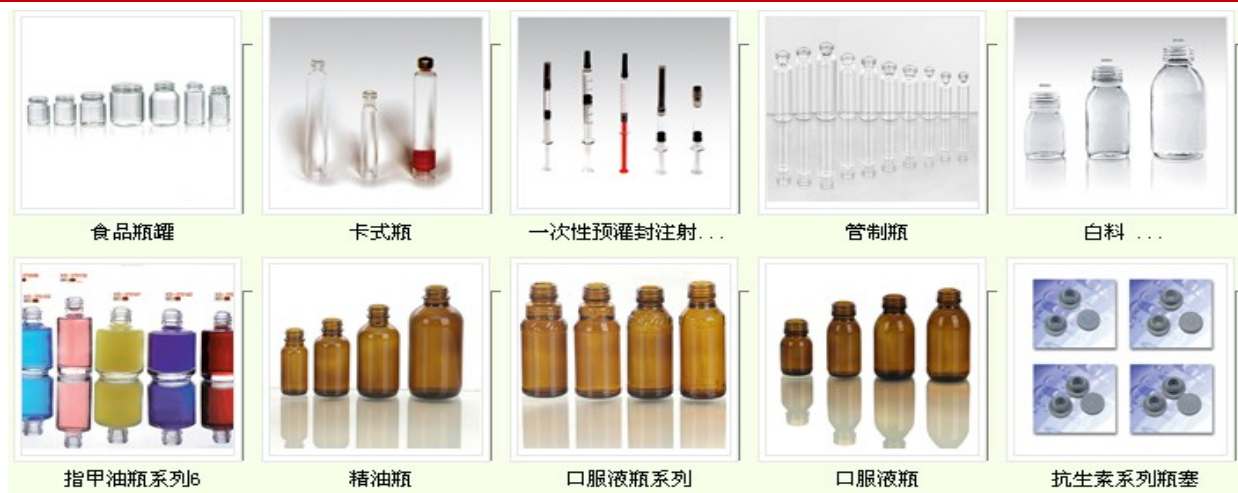 食品瓶罐
卡式瓶
一次性预灌封注射...
管制瓶
白料 ...
指甲油瓶系列6
精油瓶
口服液瓶系列
口服液瓶
抗生素系列瓶塞